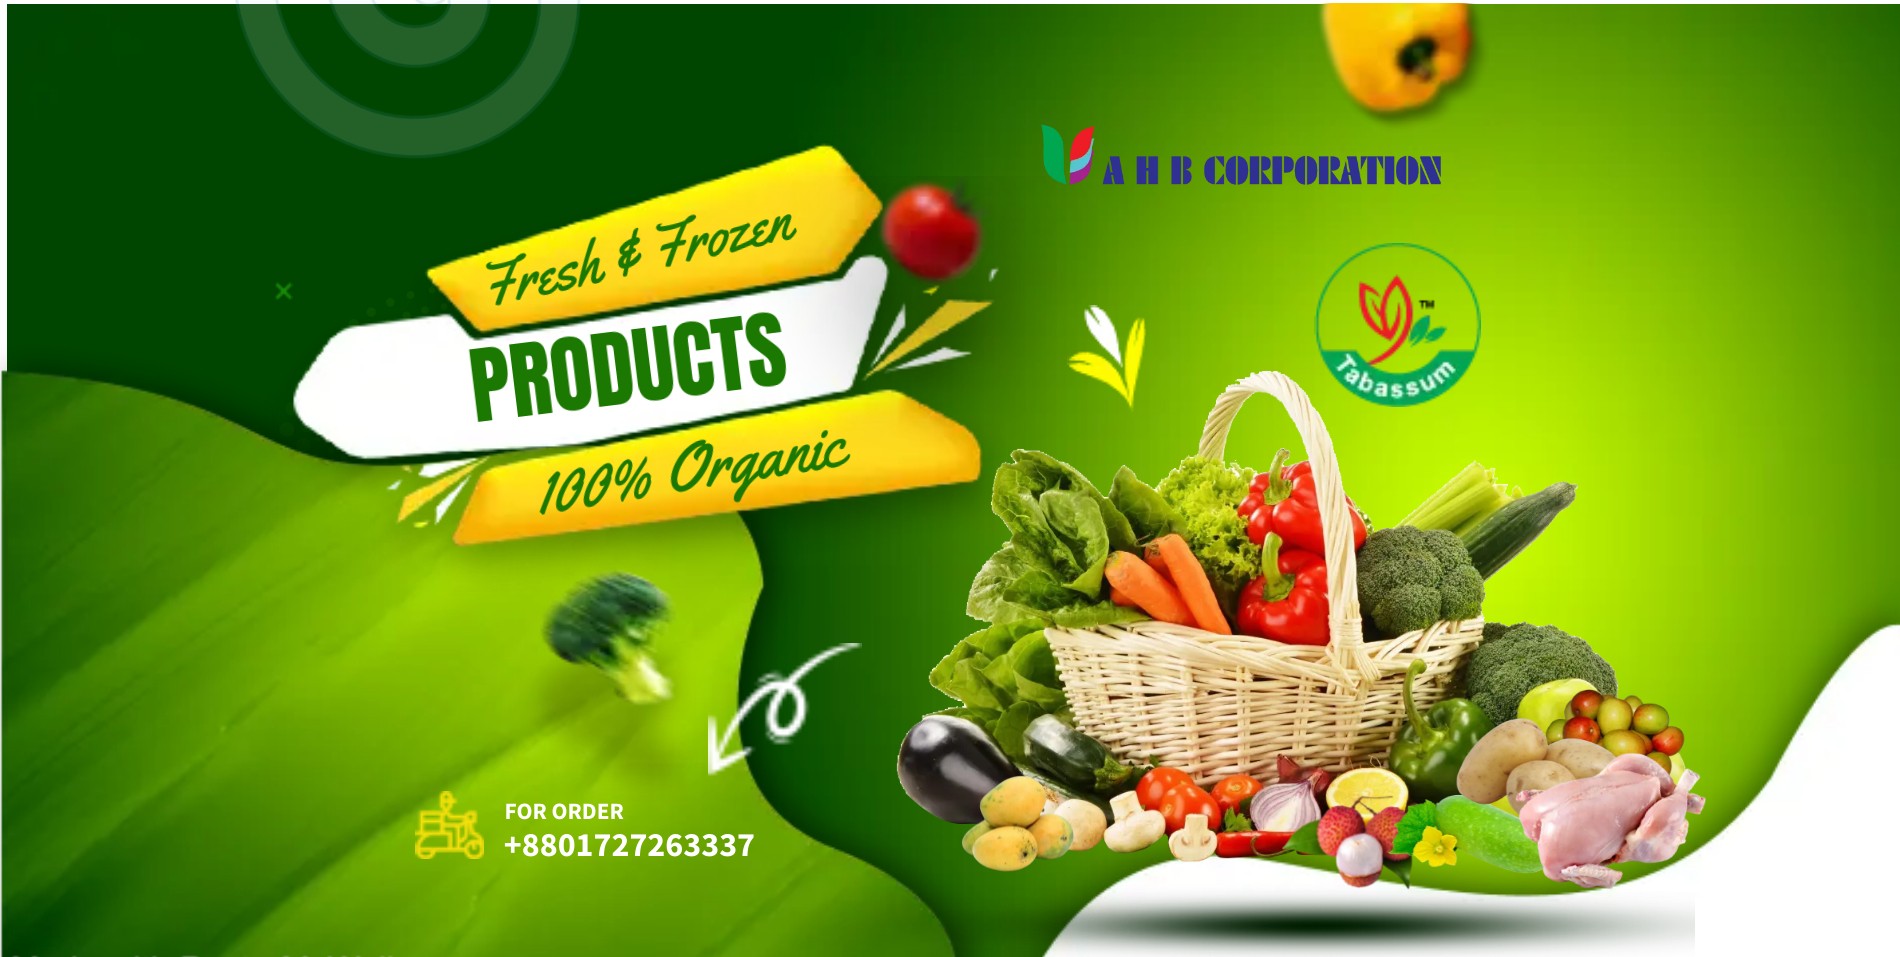 Fresh & Frozen
PRODUCTS
100% Organic
A H B CORPORATION
TM
Tabassum
FOR ORDER
+8801727263337